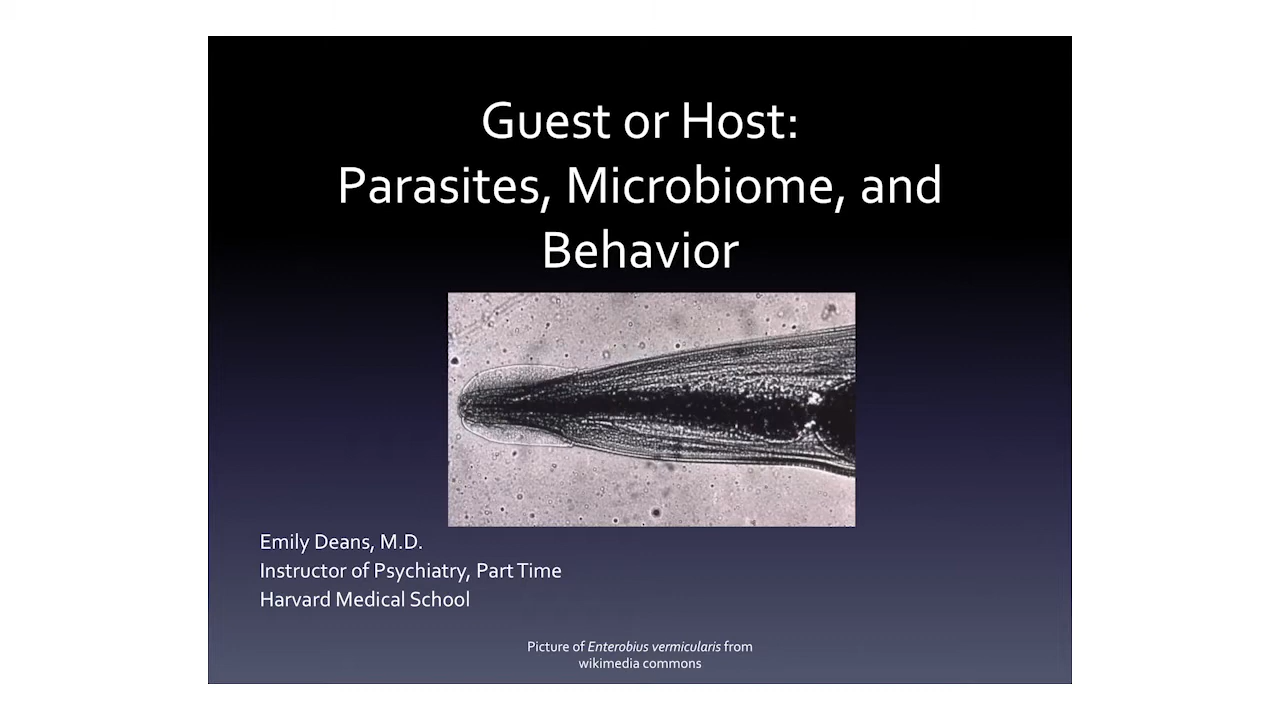 Guest or Host:
Parasites, Microbiome, and
Behavior
Emily Deans, M.D.
Instructor of Psychiatry, Part Time
Harvard Medical School
Picture of Enterobius vermicularis from
wikimedia commons